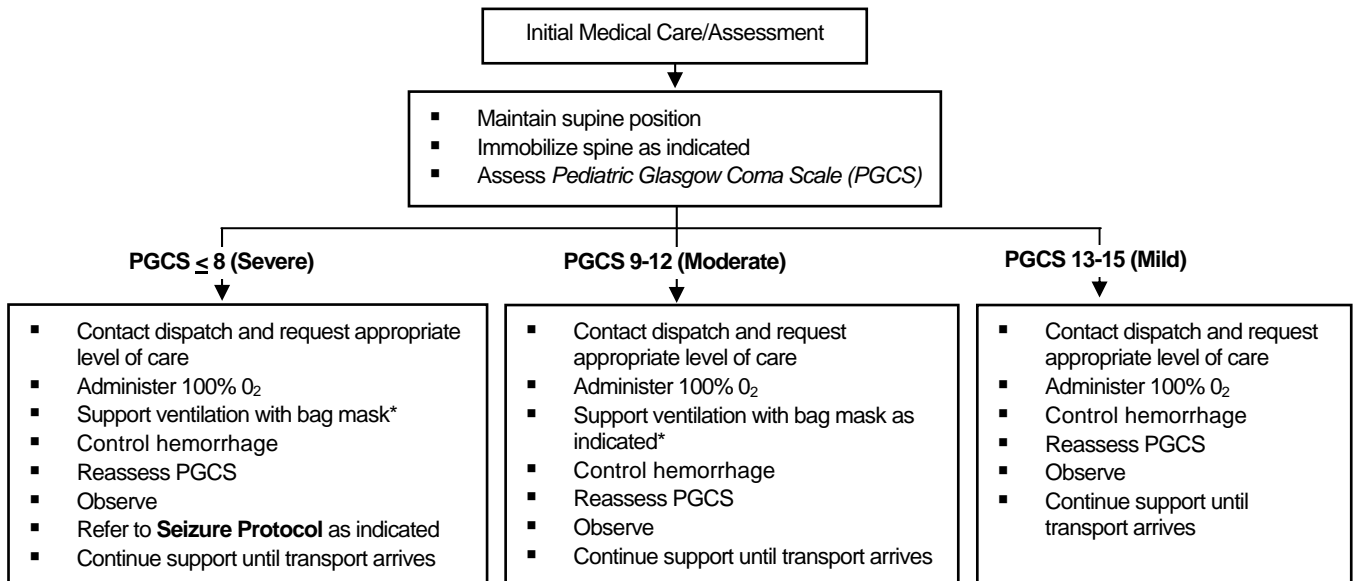 Initial Medical Care/Assessment
▪ Maintain supine position
▪ Immobilize spine as indicated
▪ Assess Pediatric Glasgow Coma Scale (PGCS)
PGCS ≤ 8 (Severe)
▪ Contact dispatch and request appropriate
level of care
▪ Administer 100% 0₂
▪ Support ventilation with bag mask*
▪ Control hemorrhage
▪ Reassess PGCS
▪ Observe
▪ Refer to Seizure Protocol as indicated
▪ Continue support until transport arrives
PGCS 9-12 (Moderate)
▪ Contact dispatch and request
appropriate level of care
▪ Administer 100% 0₂
▪ Support ventilation with bag mask as
indicated*
▪ Control hemorrhage
▪ Reassess PGCS
▪ Observe
▪ Continue support until transport arrives
PGCS 13-15 (Mild)
▪ Contact dispatch and request
appropriate level of care
▪ Administer 100% 0₂
▪ Control hemorrhage
▪ Reassess PGCS
▪ Observe
▪ Continue support until
transport arrives